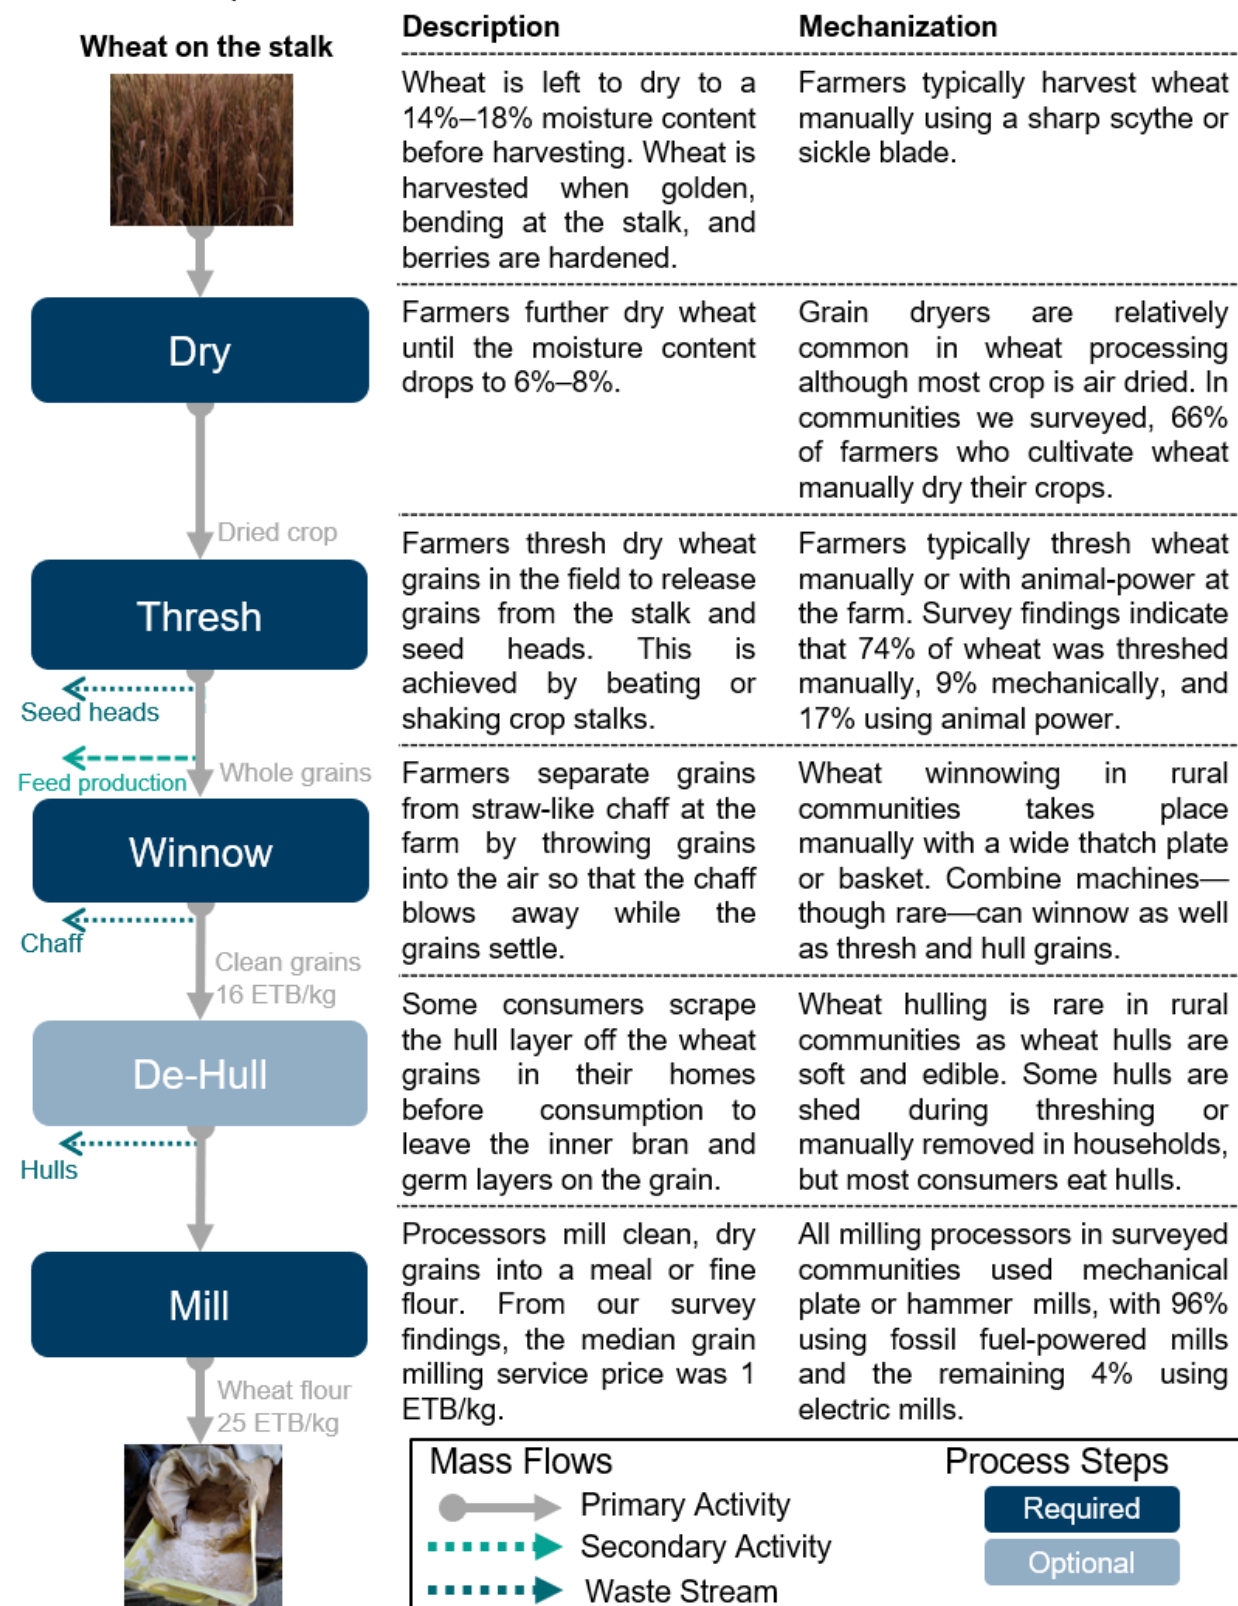 Wheat on the stalk
Description
Mechanization
Wheat is left to dry to a
14%–18% moisture content
before harvesting. Wheat is
harvested when golden,
bending at the stalk, and
berries are hardened.
Farmers typically harvest wheat
manually using a sharp scythe or
sickle blade.
Dry
Farmers further dry wheat
until the moisture content
drops to 6%–8%.
Grain dryers are relatively
common in wheat processing
although most crop is air dried. In
communities we surveyed, 66%
of farmers who cultivate wheat
manually dry their crops.
Dried crop
Thresh
Farmers thresh dry wheat
grains in the field to release
grains from the stalk and
seed heads. This is
achieved by beating or
shaking crop stalks.
Farmers typically thresh wheat
manually or with animal-power at
the farm. Survey findings indicate
that 74% of wheat was threshed
manually, 9% mechanically, and
17% using animal power.
Seed heads
Feed production
Whole grains
Winnow
Farmers separate grains
from straw-like chaff at the
farm by throwing grains
into the air so that the chaff
blows away while the
grains settle.
Wheat winnowing in rural
communities takes place
manually with a wide thatch plate
or basket. Combine machines—
though rare—can winnow as well
as thresh and hull grains.
Chaff
Clean grains
16 ETB/kg
De-Hull
Some consumers scrape
the hull layer off the wheat
grains in their homes
before consumption to
leave the inner bran and
germ layers on the grain.
Wheat hulling is rare in rural
communities as wheat hulls are
soft and edible. Some hulls are
shed during threshing or
manually removed in households,
but most consumers eat hulls.
Hulls
Mill
Processors mill clean, dry
grains into a meal or fine
flour. From our survey
findings, the median grain
milling service price was 1
ETB/kg.
All milling processors in surveyed
communities used mechanical
plate or hammer mills, with 96%
using fossil fuel-powered mills
and the remaining 4% using
electric mills.
Wheat flour
25 ETB/kg
Mass Flows
Primary Activity
Secondary Activity
Waste Stream
Process Steps
Required
Optional